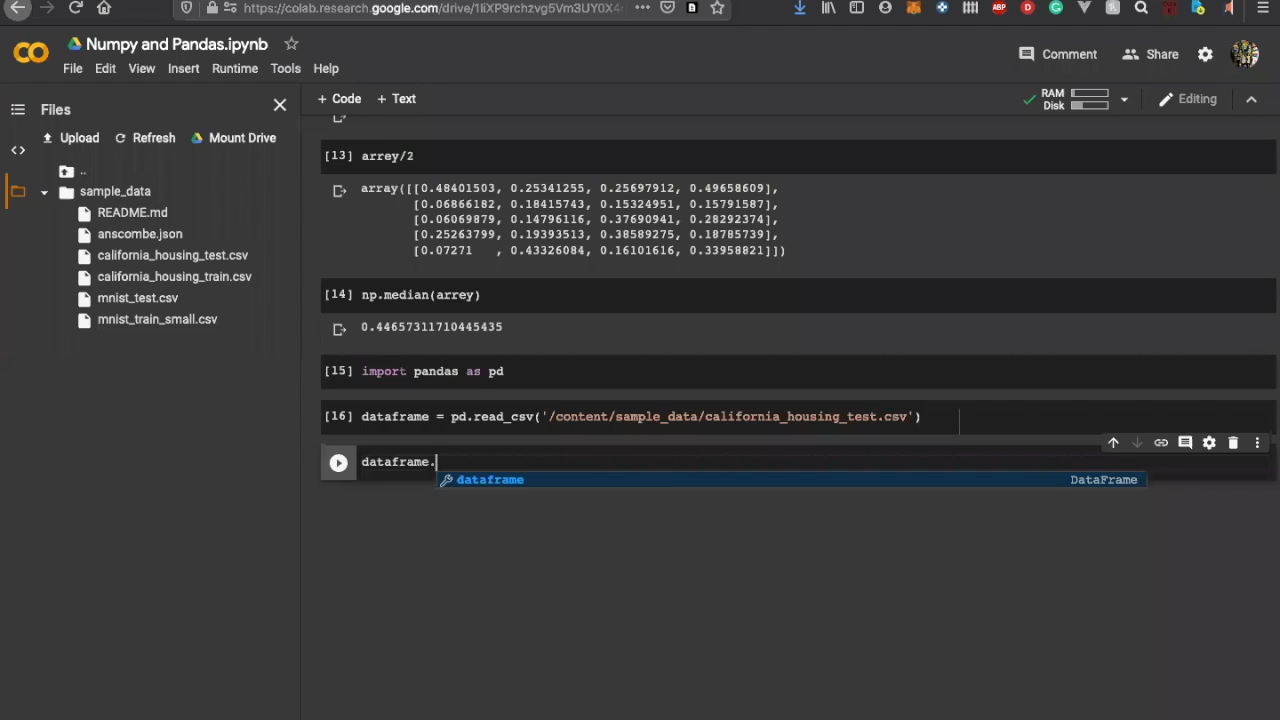 https://colab.research.google.com/drive/1liXP9rchzvg5Vm3UY0X4
ABP
Numpy and Pandas.ipynb
File Edit View Insert Runtime Tools Help
Comment
Share
Files
+ Code + Text
RAM
Disk
Editing
Upload Refresh Mount Drive
..
sample_data
README.md
anscombe.json
california_housing_test.csv
california_housing_train.csv
mnist_test.csv
mnist_train_small.csv
[13] arrey/2
array([[0.48401503, 0.25341255, 0.25697912, 0.49658609],
[0.06866182, 0.18415743, 0.15324951, 0.15791587],
[0.06069879, 0.14796116, 0.37690941, 0.28292374],
[0.25263799, 0.19393513, 0.38589275, 0.18785739],
[0.07271 , 0.43326084, 0.16101616, 0.33958821]])
[14] np.median(arrey)
0.44657311710445435
[15] import pandas as pd
[16] dataframe = pd.read_csv('/content/sample_data/california_housing_test.csv')
dataframe.
dataframe DataFrame